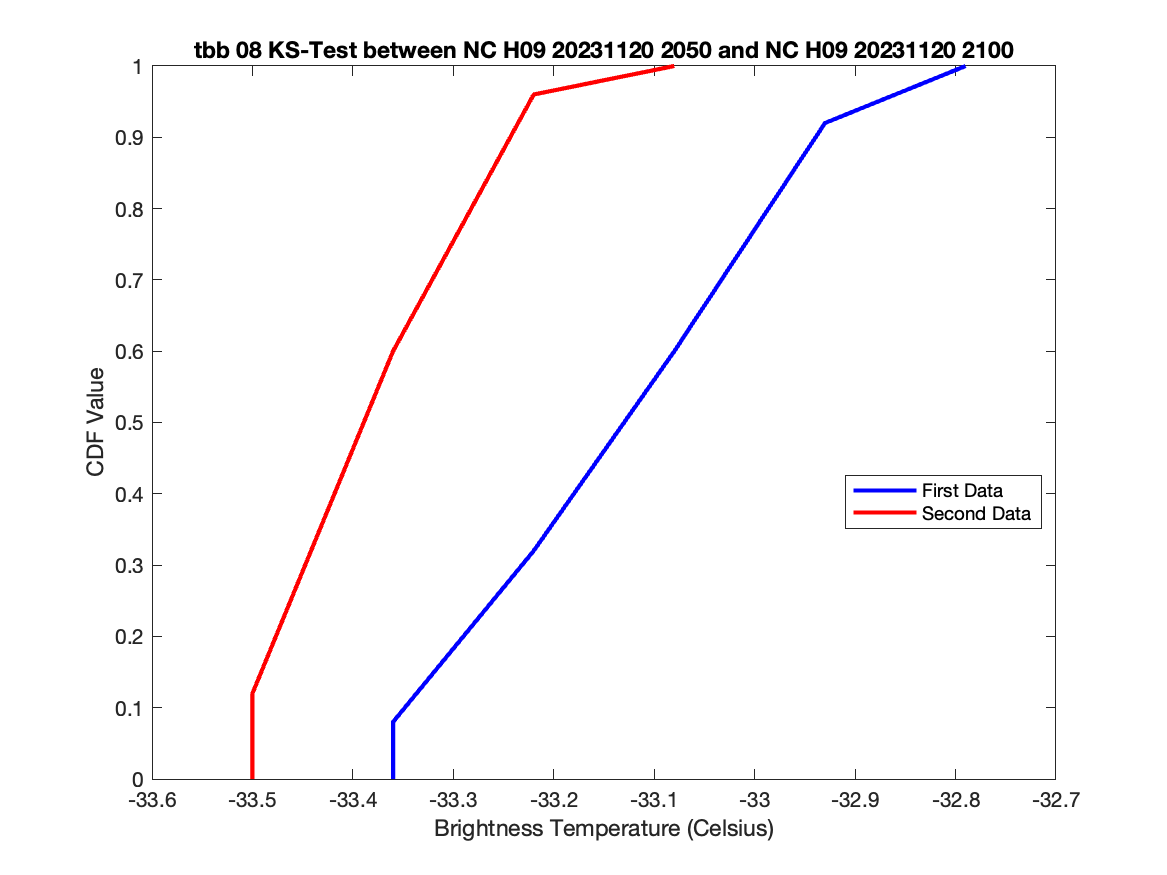 tbb 08 KS-Test between NC H09 20231120 2050 and NC H09 20231120 2100
1
0.9
0.8
0.7
0.6
0.5
0.4
0.3
0.2
0.1
0
CDF Value
First Data
Second Data
-33.6 -33.5 -33.4 -33.3 -33.2 -33.1 -33 -32.9 -32.8 -32.7
Brightness Temperature (Celsius)